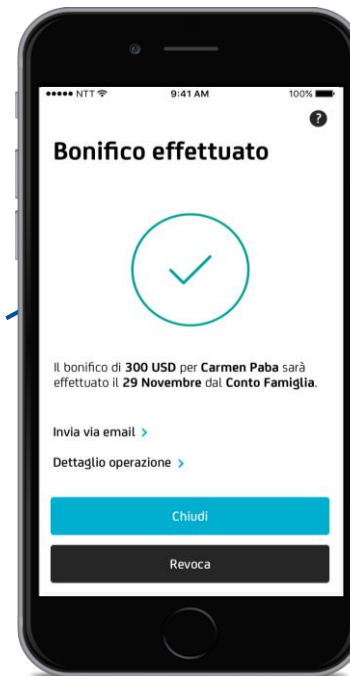 NTT 9:41 AM 100%
?
Bonifico effettuato
Il bonifico di 300 USD per Carmen Paba sarà
effettuato il 29 Novembre dal Conto Famiglia.
Invia via email >
Dettaglio operazione >
Chiudi
Revoca